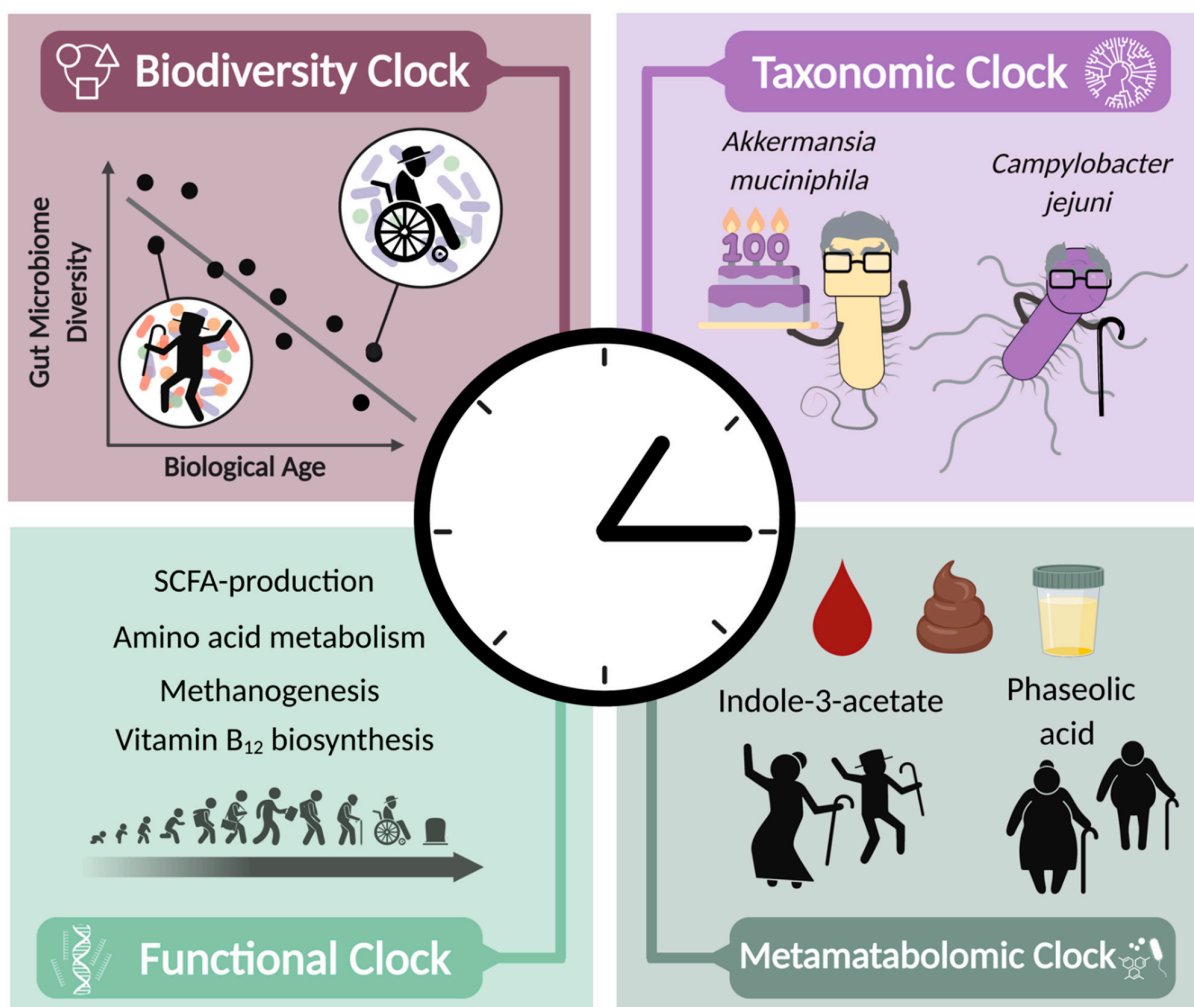 Biodiversity Clock
Gut Microbiome
Diversity
Biological Age
Taxonomic Clock
Akkermansia
muciniphila
Campylobacter
jejuni
100
SCFA-production
Amino acid metabolism
Methanogenesis
Vitamin B₁₂ biosynthesis
Functional Clock
Indole-3-acetate
Phaseolic
acid
Metamatabolomic Clock